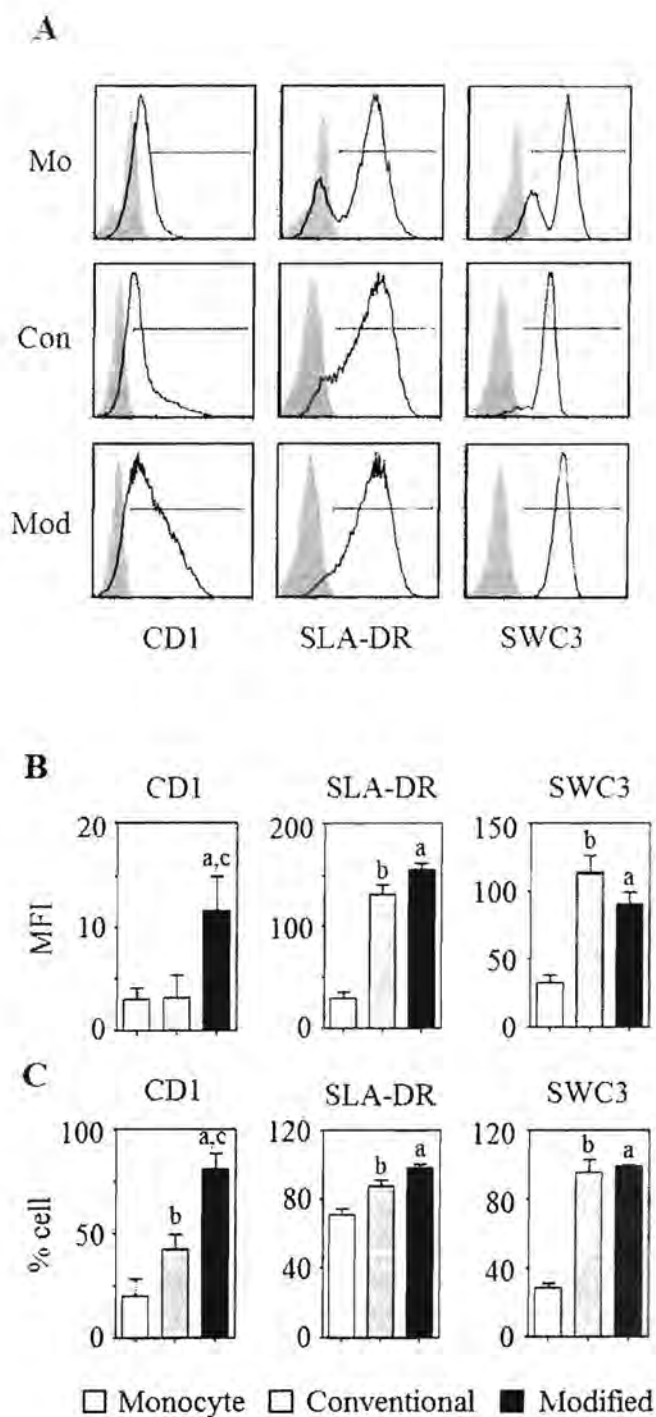 A
Mo
Con
Mod
CD1 SLA-DR SWC3
B
CD1 SLA-DR SWC3
MFI
20 10 0
a,c
200 100 0
b a
150 100 50 0
b a
C
CD1 SLA-DR SWC3
% cell
100 50 0
b a,c
120 80 40 0
b a
120 80 40 0
b a
Monocyte Conventional Modified